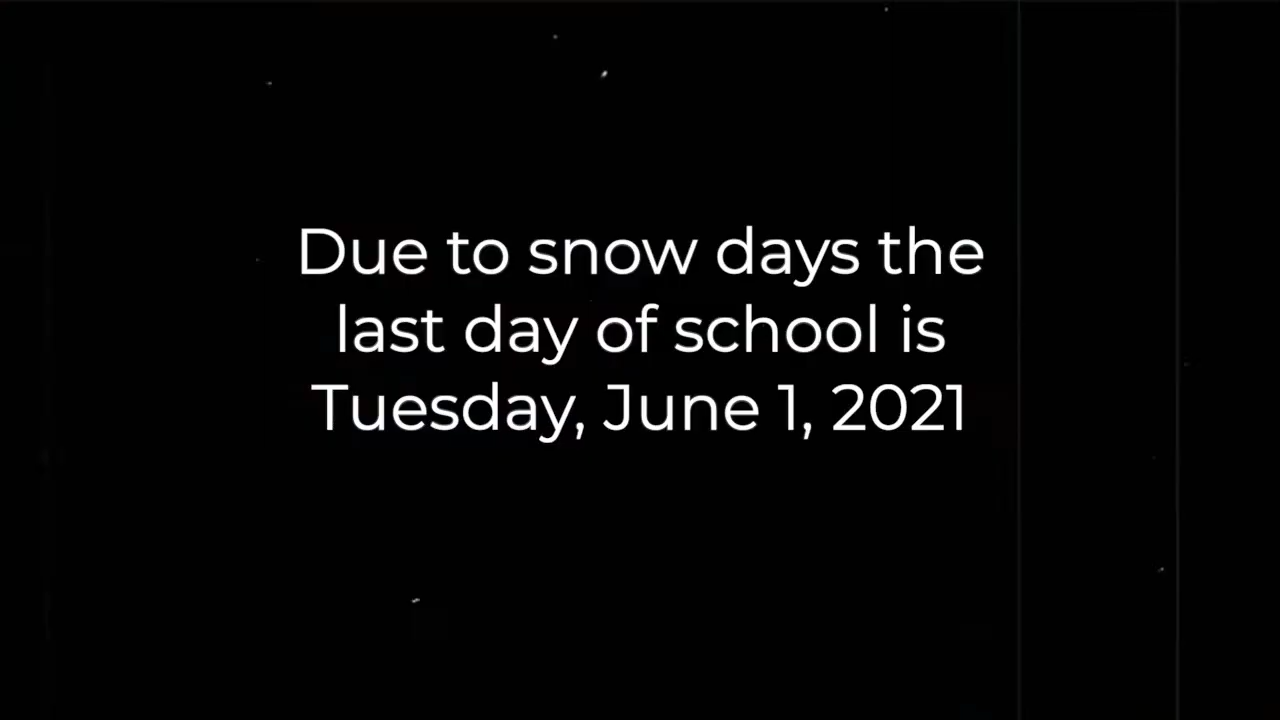 Due to snow days the
last day of school is
Tuesday, June 1, 2021